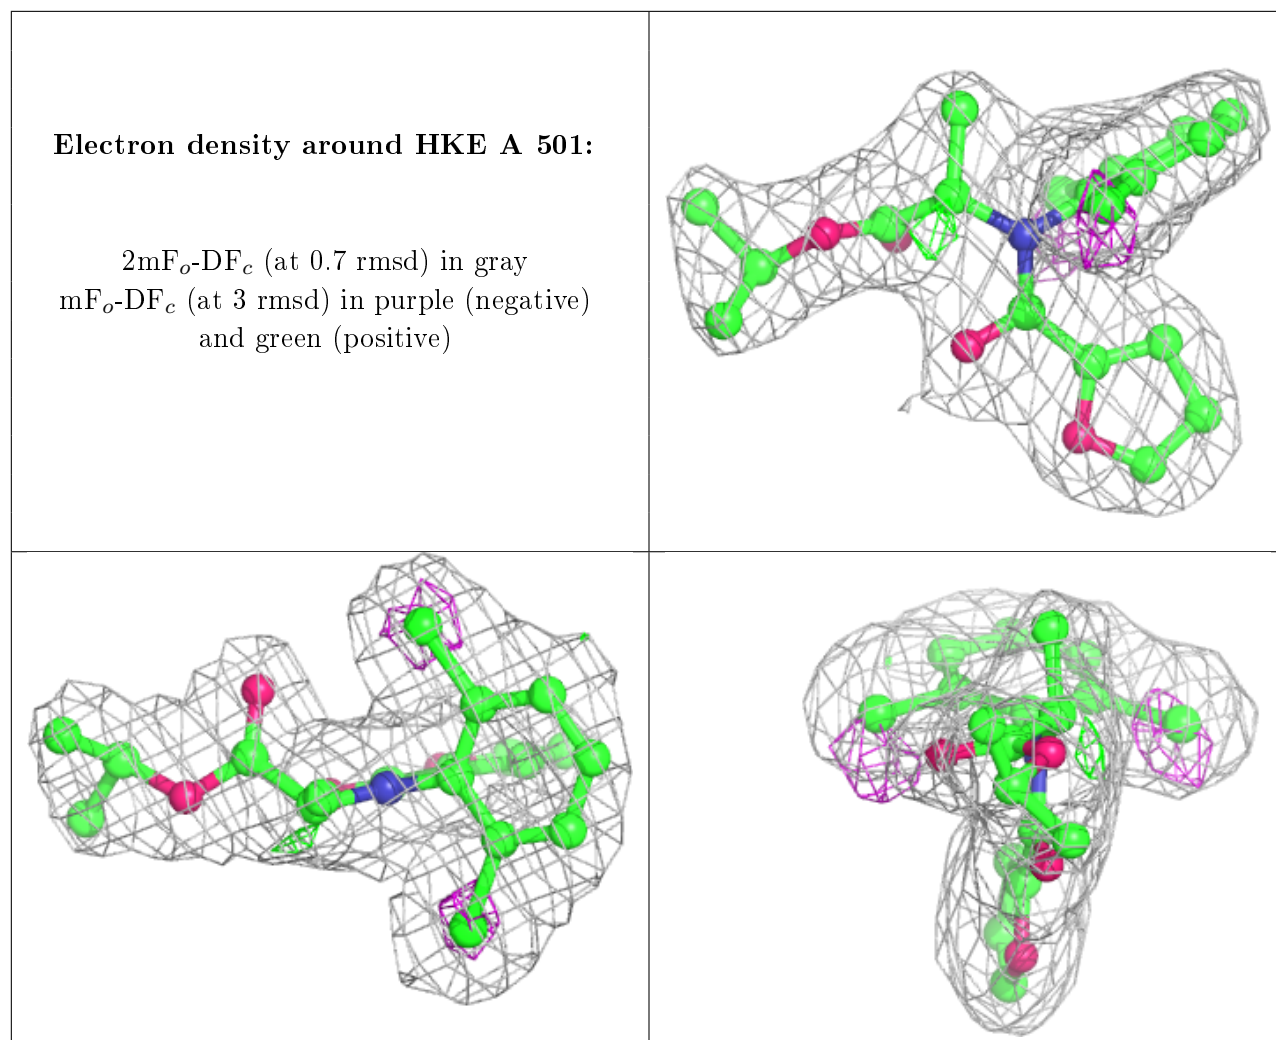 Electron density around HKE A 501:
2mFo-DFc (at 0.7 rmsd) in gray
mFo-DFc (at 3 rmsd) in purple (negative)
and green (positive)